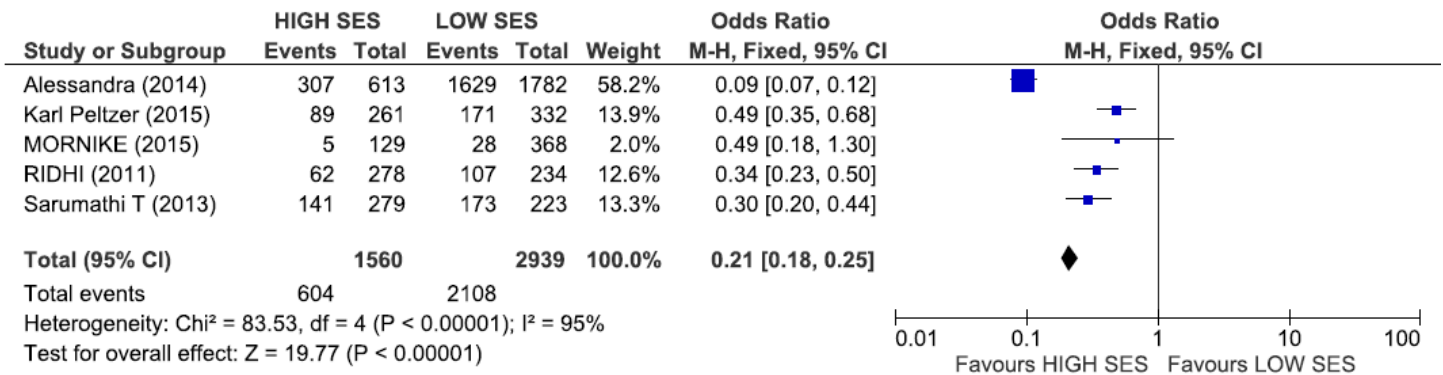 HIGH SES LOW SES Odds Ratio Odds Ratio
Study or Subgroup Events Total Events Total Weight M-H, Fixed, 95% CI M-H, Fixed, 95% CI
Alessandra (2014) 307 613 1629 1782 58.2% 0.09 [0.07, 0.12]
Karl Peltzer (2015) 89 261 171 332 13.9% 0.49 [0.35, 0.68]
MORNIKE (2015) 5 129 28 368 2.0% 0.49 [0.18, 1.30]
RIDHI (2011) 62 278 107 234 12.6% 0.34 [0.23, 0.50]
Sarumathi T (2013) 141 279 173 223 13.3% 0.30 [0.20, 0.44]
Total (95% CI) 1560 2939 100.0% 0.21 [0.18, 0.25]
Total events 604 2108
Heterogeneity: Chi² = 83.53, df = 4 (P < 0.00001); I² = 95%
Test for overall effect: Z = 19.77 (P < 0.00001)
0.01 0.1 1 10 100
Favours HIGH SES Favours LOW SES